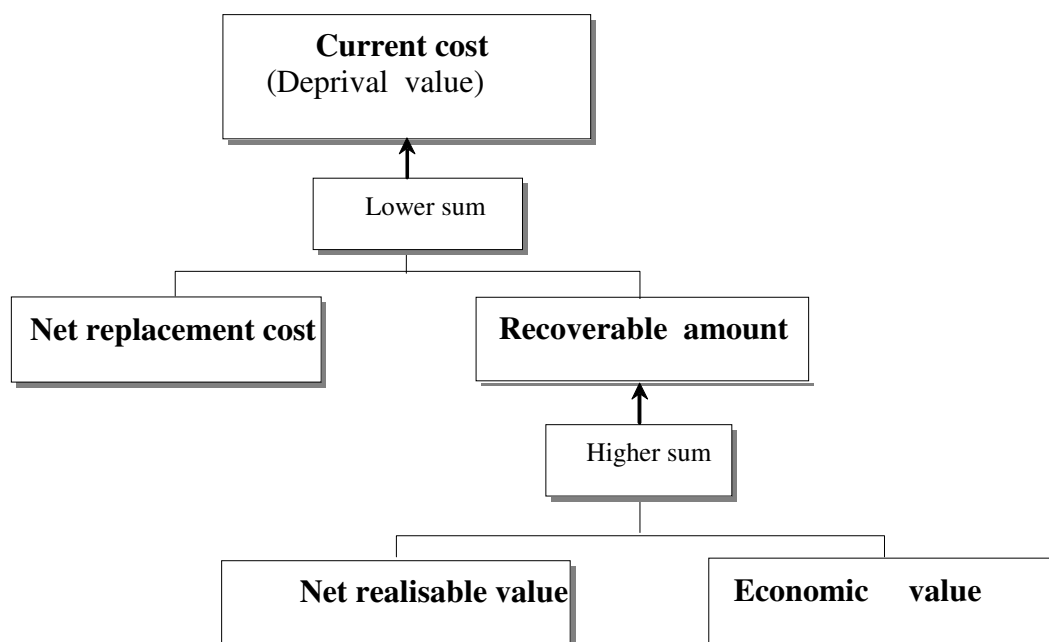 Current cost
(Deprival value)
Lower sum
Net replacement cost
Recoverable amount
Higher sum
Net realisable value
Economic value